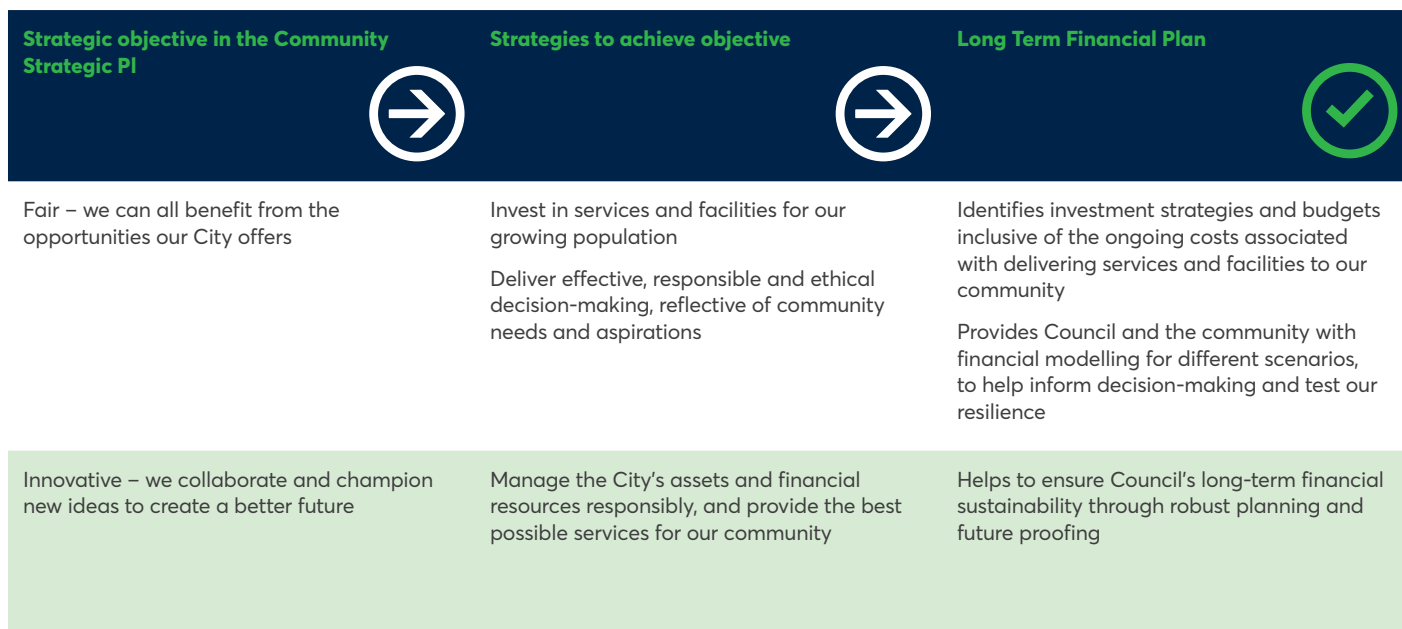 Strategic objective in the Community
Strategic Pl
Strategies to achieve objective
Long Term Financial Plan
Fair – we can all benefit from the
opportunities our City offers
Invest in services and facilities for our
growing population
Deliver effective, responsible and ethical
decision-making, reflective of community
needs and aspirations
Identifies investment strategies and budgets
inclusive of the ongoing costs associated
with delivering services and facilities to our
community
Provides Council and the community with
financial modelling for different scenarios,
to help inform decision-making and test our
resilience
Innovative – we collaborate and champion
new ideas to create a better future
Manage the City's assets and financial
resources responsibly, and provide the best
possible services for our community
Helps to ensure Council's long-term financial
sustainability through robust planning and
future proofing